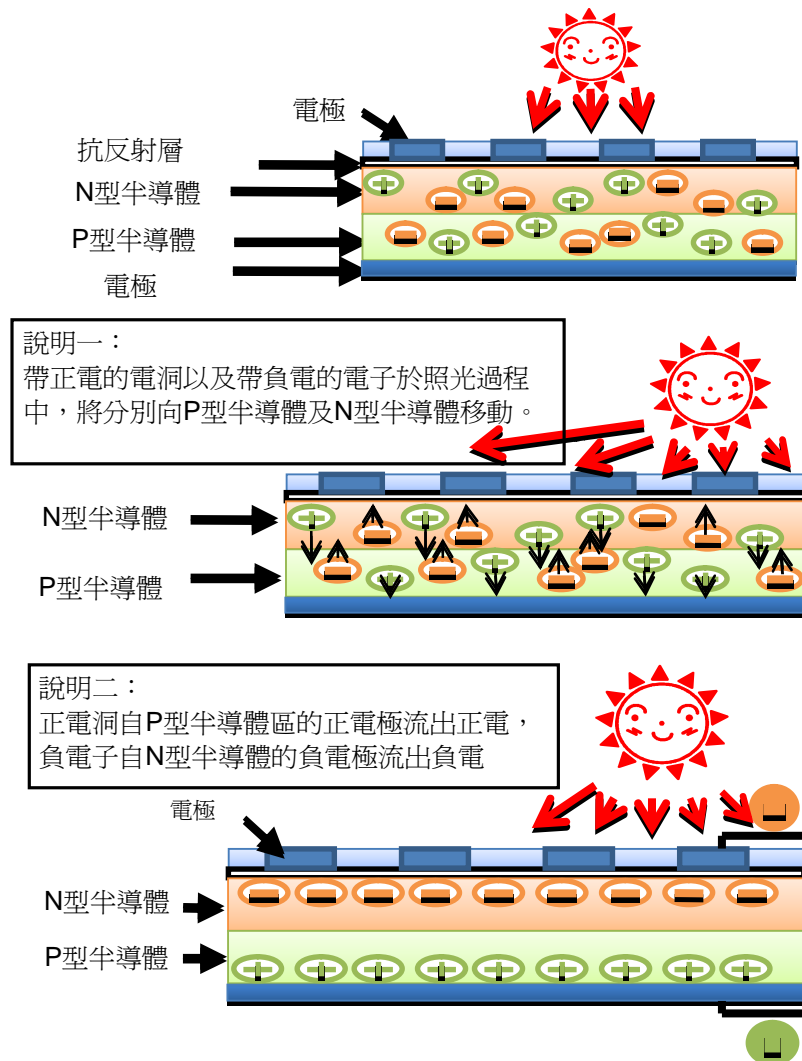 電極
抗反射層
N型半導體
P型半導體
電極
說明一：
帶正電的電洞以及帶負電的電子於照光過程
中，將分別向P型半導體及N型半導體移動。
N型半導體
P型半導體
說明二：
正電洞自P型半導體區的正電極流出正電，
負電子自N型半導體的負電極流出負電
電極
N型半導體
P型半導體